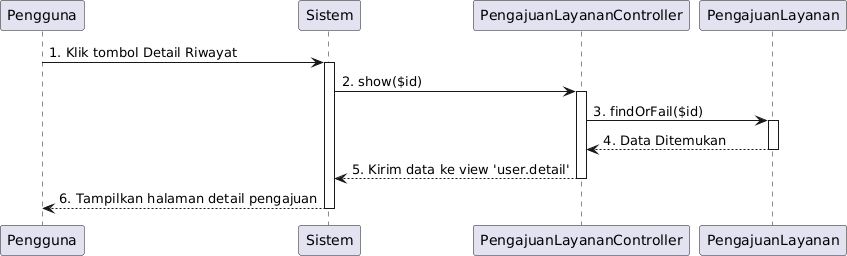 Pengguna Sistem PengajuanLayananController PengajuanLayanan
1. Klik tombol Detail Riwayat
2. show($id)
3. findOrFail($id)
4. Data Ditemukan
5. Kirim data ke view 'user.detail'
6. Tampilkan halaman detail pengajuan
Pengguna Sistem PengajuanLayananController PengajuanLayanan